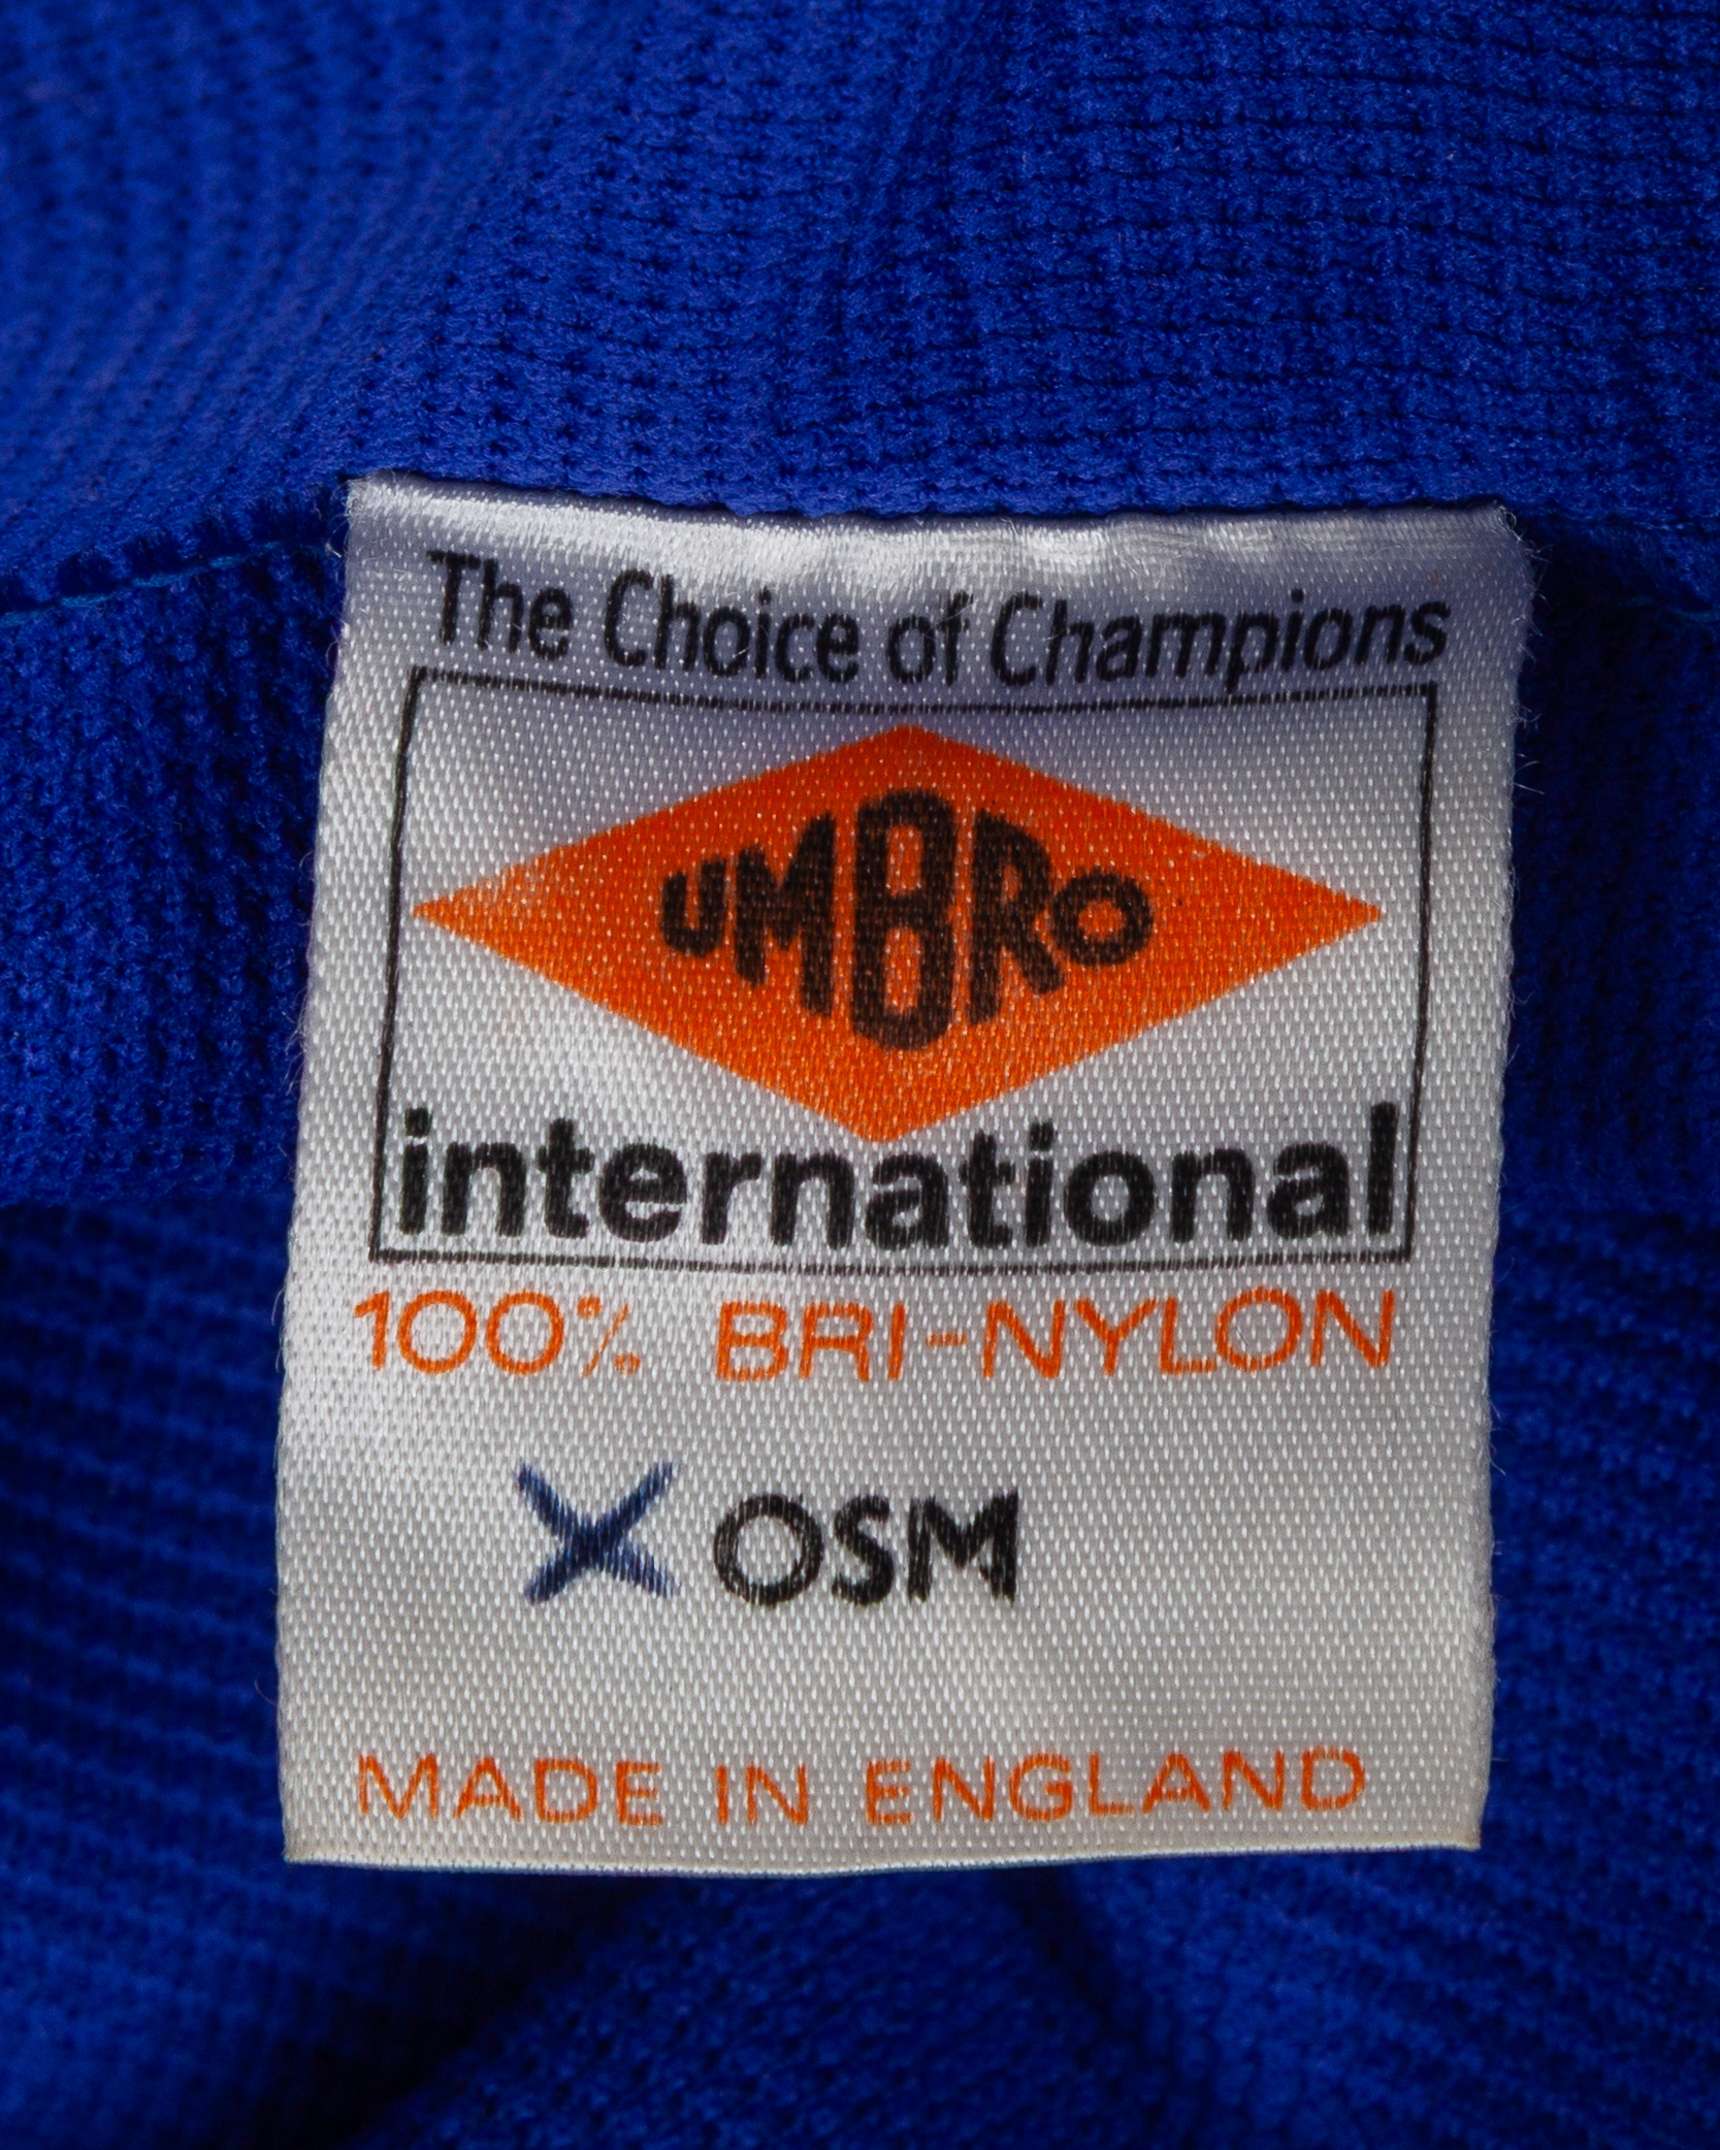 The Choice of Champions
UMBRO
international
100% BRI-NYLON
X OSM
MADE IN ENGLAND